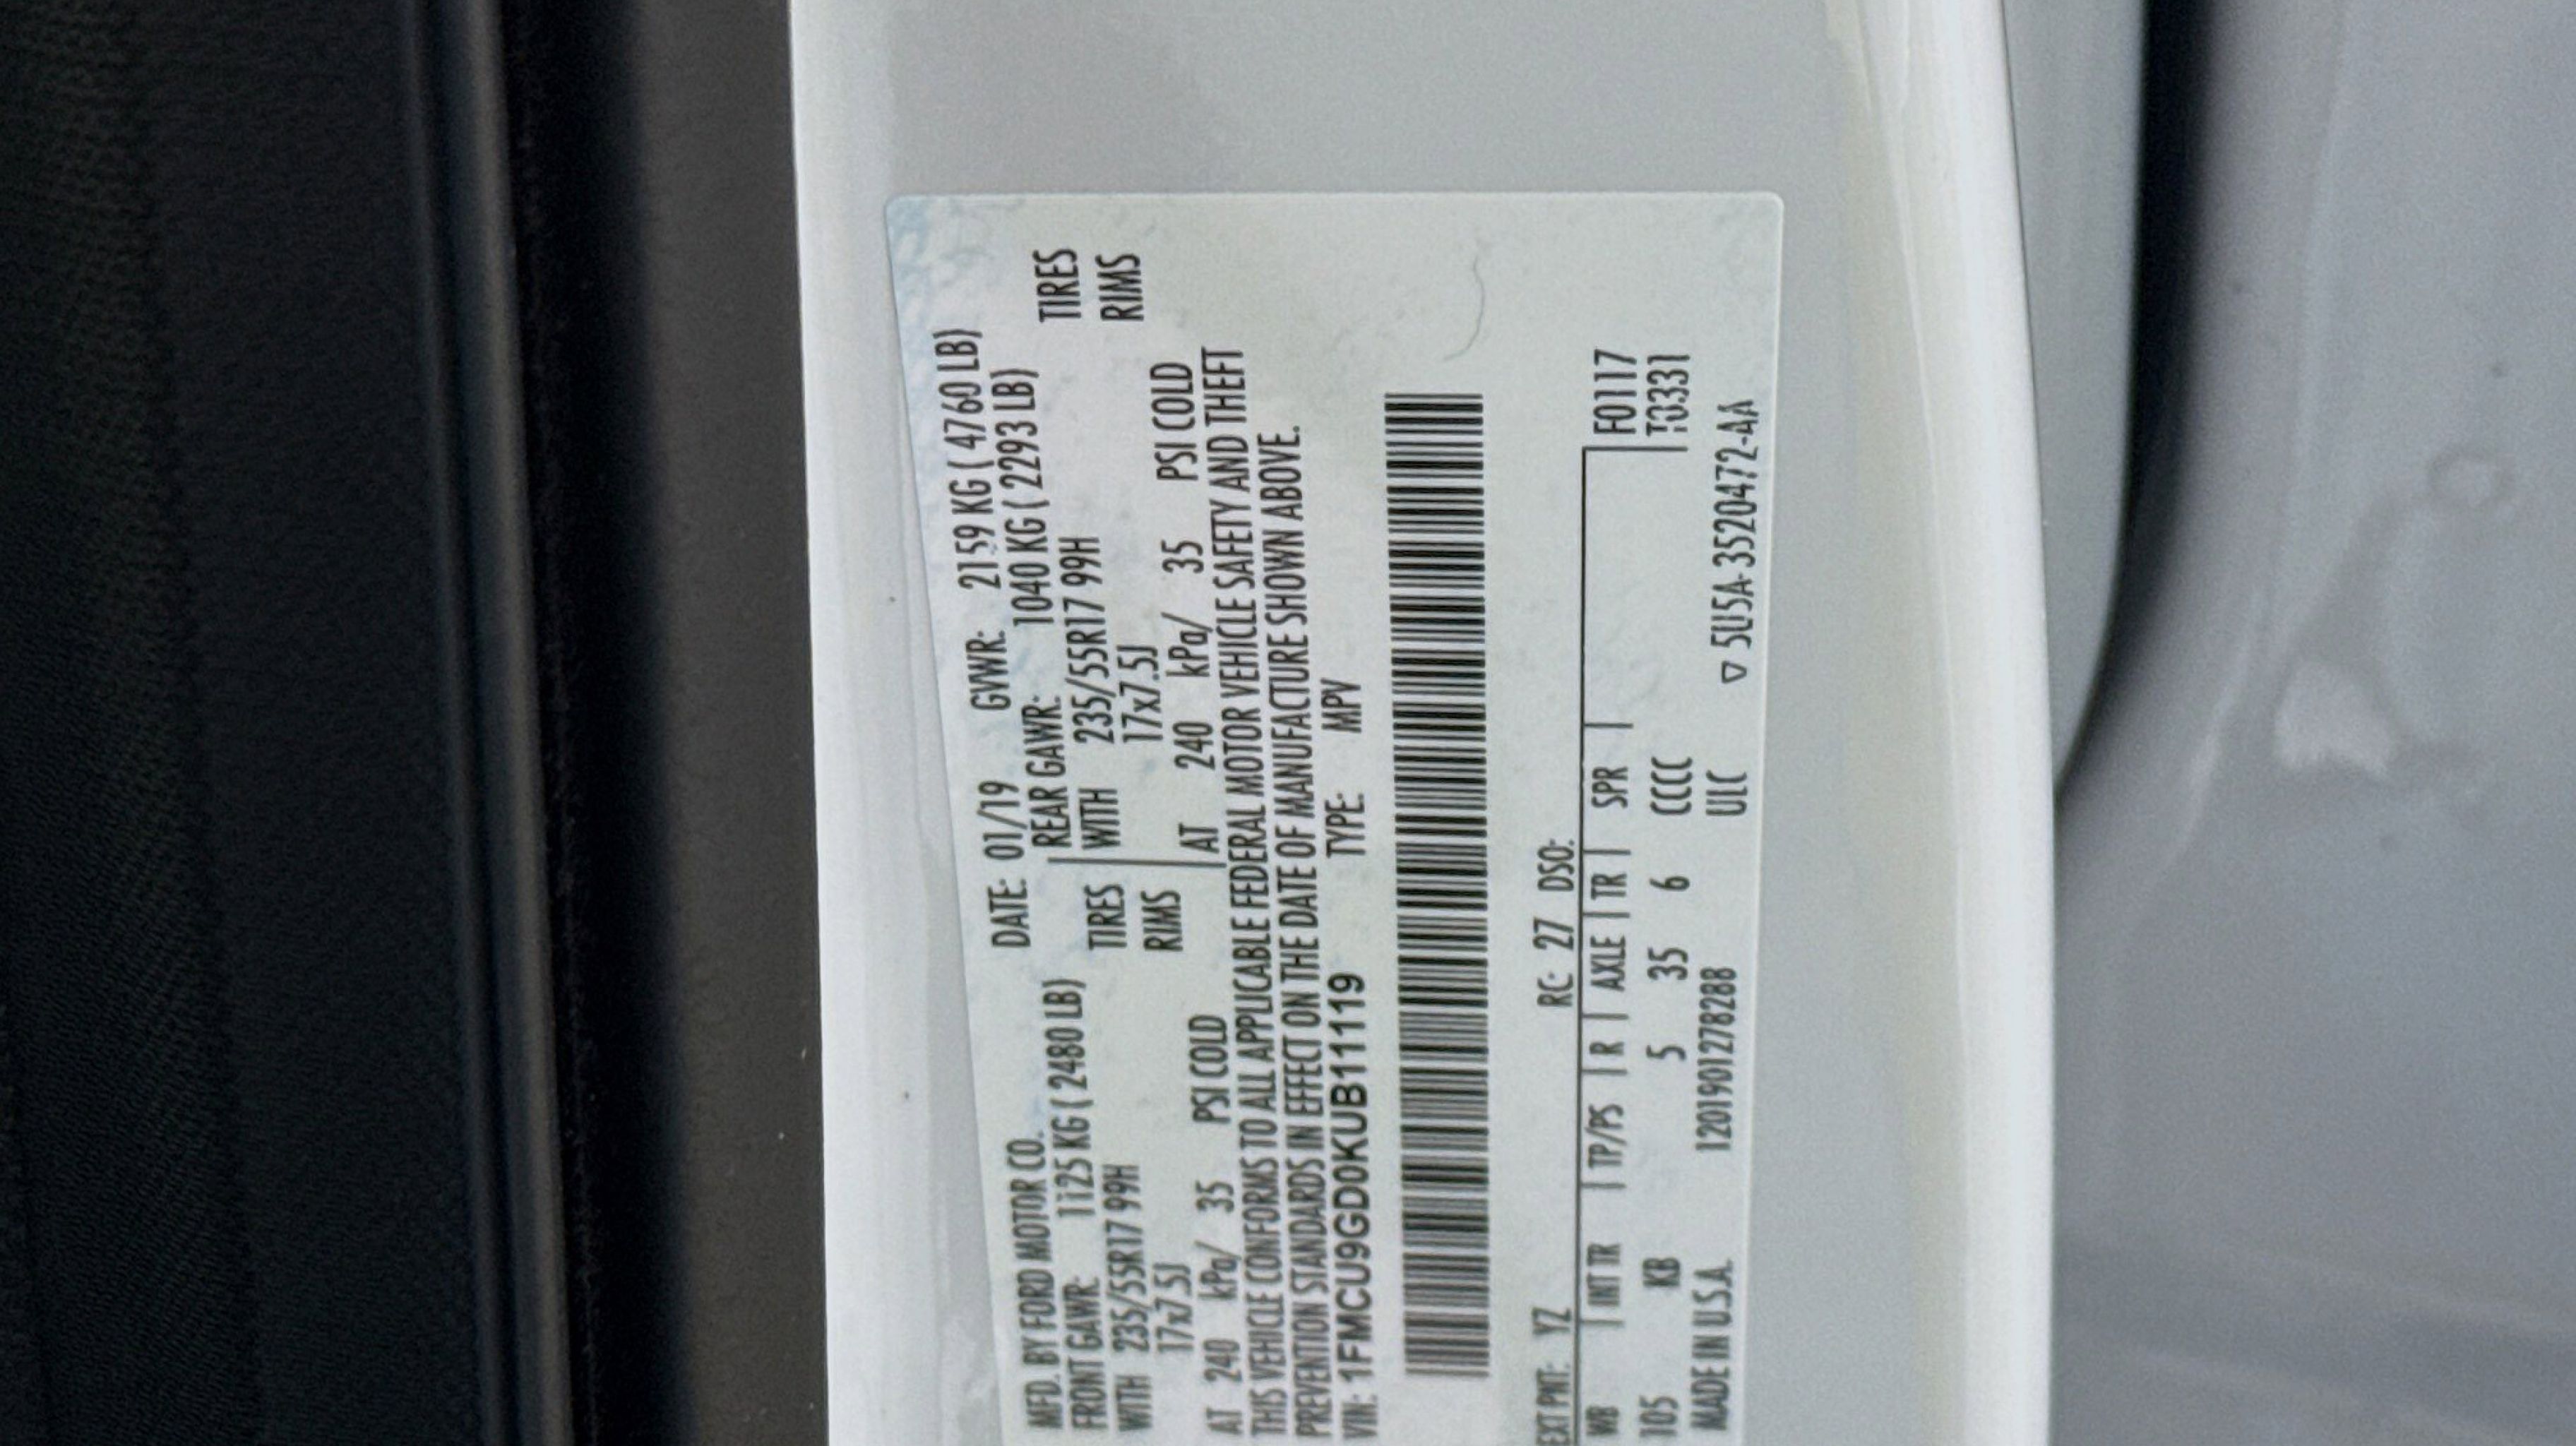 MFD. BY FORD MOTOR CO. DATE: 01/19 GVWR: 2159 KG ( 4760 LB)
FRONT GAWR: 1125 KG ( 2480 LB) REAR GAWR: 1040 KG ( 2293 LB)
WITH 235/55R17 99H TIRES WITH 235/55R17 99H TIRES
17x7.5J RIMS 17x7.5J RIMS
AT 240 kPa/ 35 PSI COLD AT 240 kPa/ 35 PSI COLD
THIS VEHICLE CONFORMS TO ALL APPLICABLE FEDERAL MOTOR VEHICLE SAFETY AND THEFT
PREVENTION STANDARDS IN EFFECT ON THE DATE OF MANUFACTURE SHOWN ABOVE.
VIN: 1FMCU9GD0KUB11119 TYPE: MPV
EXT PNT: YZ RC: 27 DSO:
WB | INT TR | TP/PS | R | AXLE | TR | SPR | F0117
105 KB 5 35 6 CCCC T0331
MADE IN U.S.A. 1201901278288 ULC ▽ 5U5A-3520472-AA